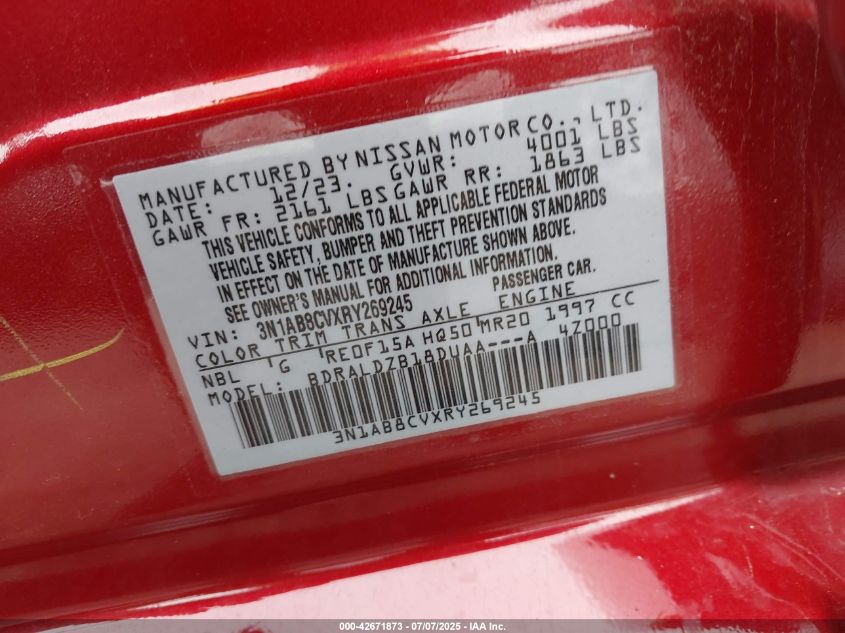 MANUFACTURED BY NISSAN MOTOR CO., LTD.
DATE: 12/23. GVWR: 4001 LBS
GAWR FR: 2161 LBS GAWR RR: 1863 LBS
THIS VEHICLE CONFORMS TO ALL APPLICABLE FEDERAL MOTOR
VEHICLE SAFETY, BUMPER AND THEFT PREVENTION STANDARDS
IN EFFECT ON THE DATE OF MANUFACTURE SHOWN ABOVE.
SEE OWNER'S MANUAL FOR ADDITIONAL INFORMATION.
VIN: 3N1AB8CVXRY269245 PASSENGER CAR.
COLOR TRIM TRANS AXLE ENGINE
NBL G RE0F15A HQ50 MR20 1997 CC
MODEL: BDRALDZB18DUAA---A 4Z000
3N1AB8CVXRY269245
000-42671873 - 07/07/2025 - IAA Inc.